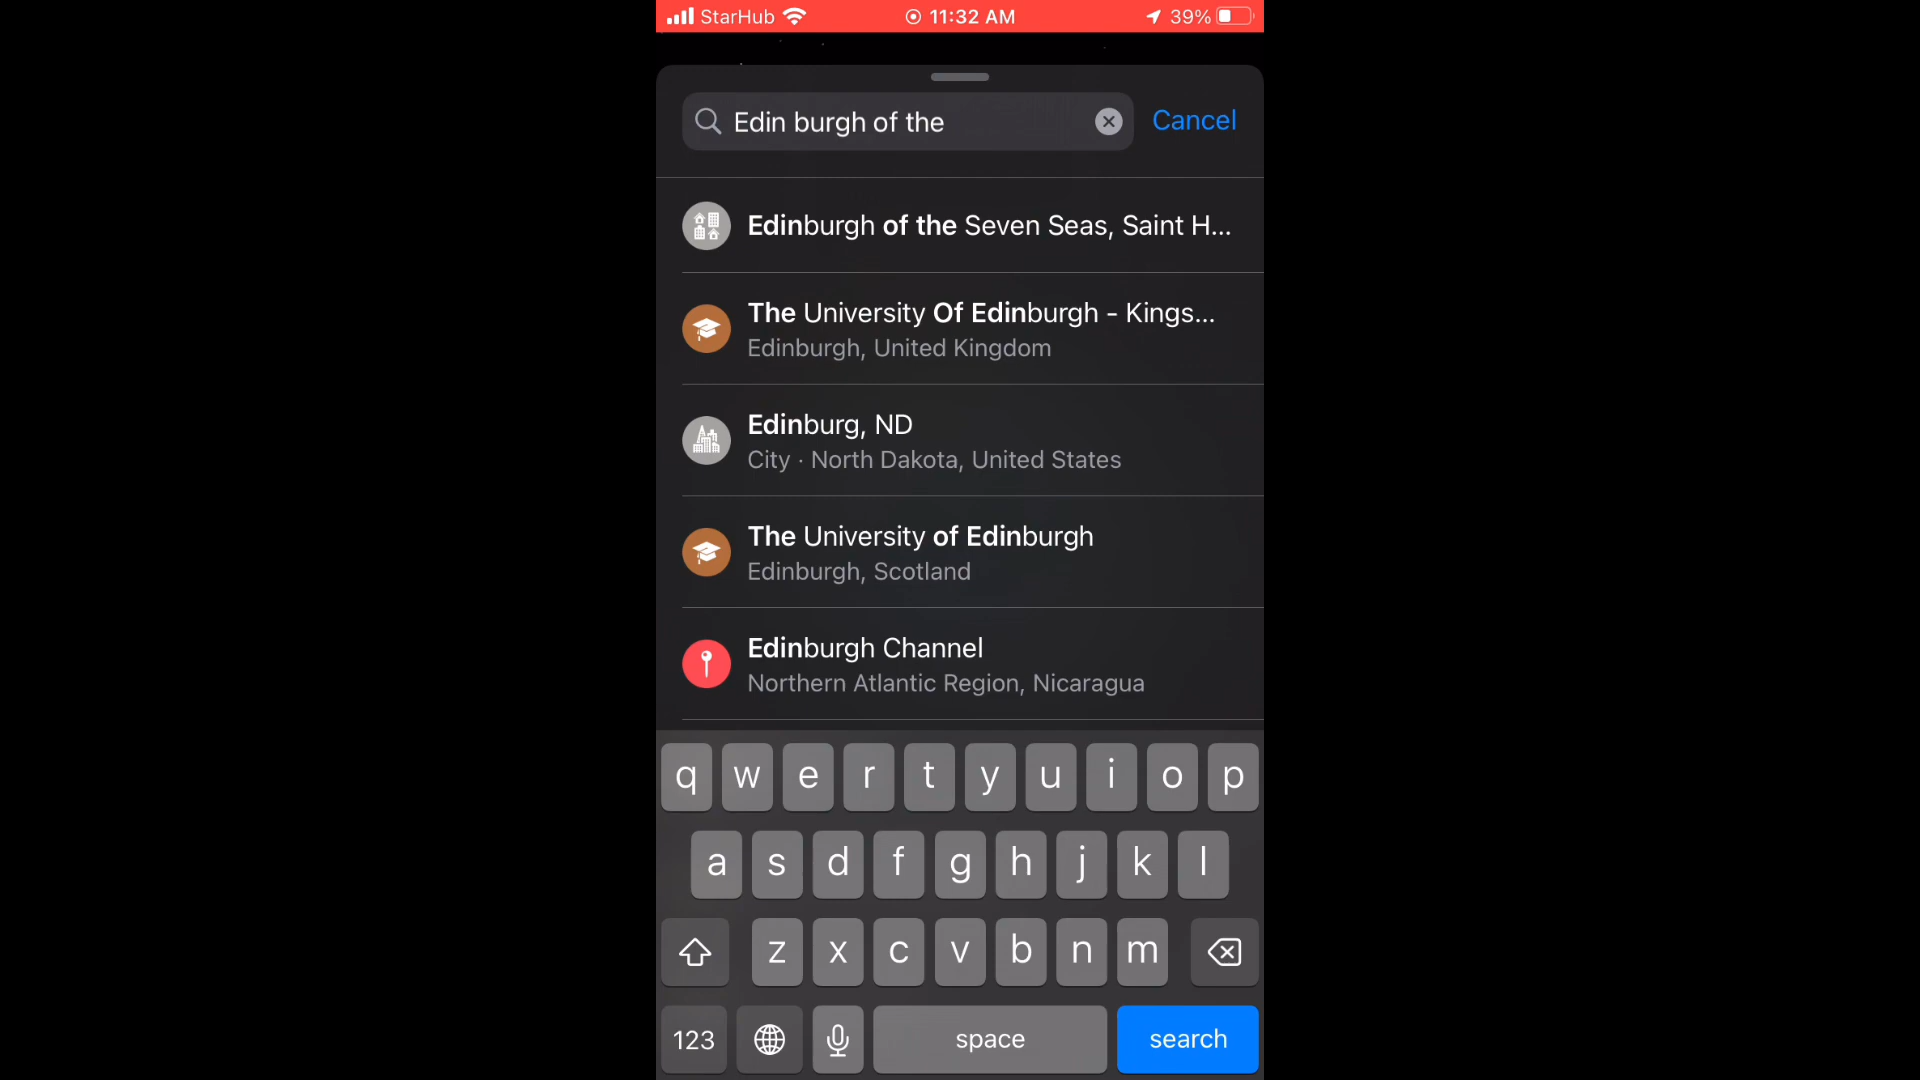 StarHub 11:32 AM 39%
Edin burgh of the Cancel
Edinburgh of the Seven Seas, Saint H...
The University Of Edinburgh - Kings...
Edinburgh, United Kingdom
Edinburg, ND
City · North Dakota, United States
The University of Edinburgh
Edinburgh, Scotland
Edinburgh Channel
Northern Atlantic Region, Nicaragua
q w e r t y u i o p
a s d f g h j k l
z x c v b n m
123 space search